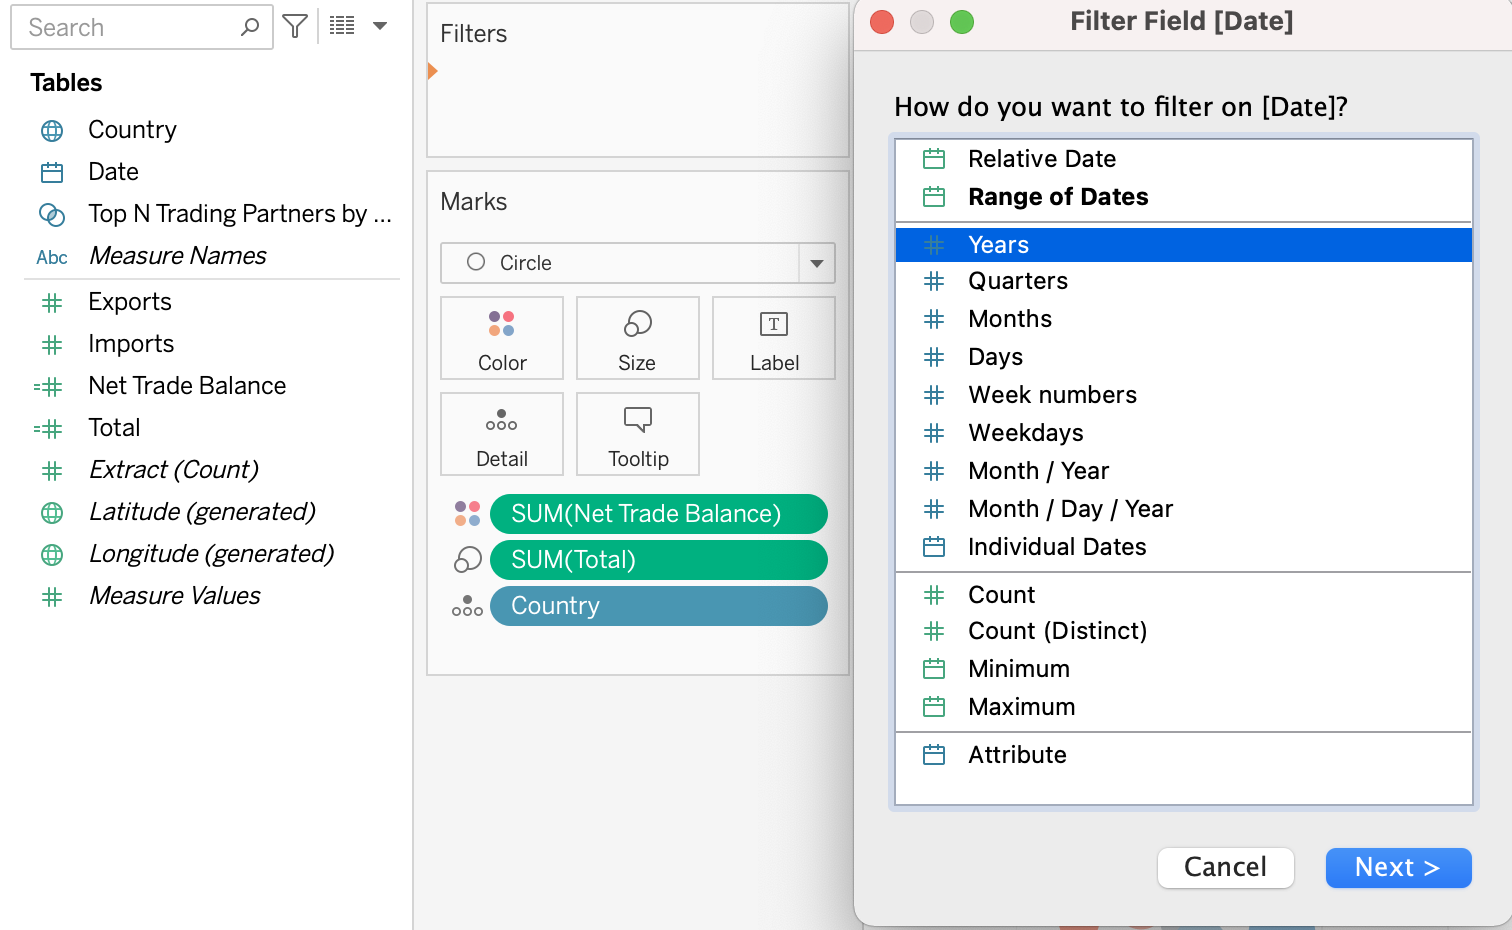 Search
Tables
Country
Date
Top N Trading Partners by ...
Abc Measure Names
Exports
Imports
Net Trade Balance
Total
Extract (Count)
Latitude (generated)
Longitude (generated)
Measure Values
Filters
Marks
Circle
Color Size Label
Detail Tooltip
SUM(Net Trade Balance)
SUM(Total)
Country
Filter Field [Date]
How do you want to filter on [Date]?
Relative Date
Range of Dates
Years
Quarters
Months
Days
Week numbers
Weekdays
Month / Year
Month / Day / Year
Individual Dates
Count
Count (Distinct)
Minimum
Maximum
Attribute
Cancel Next >